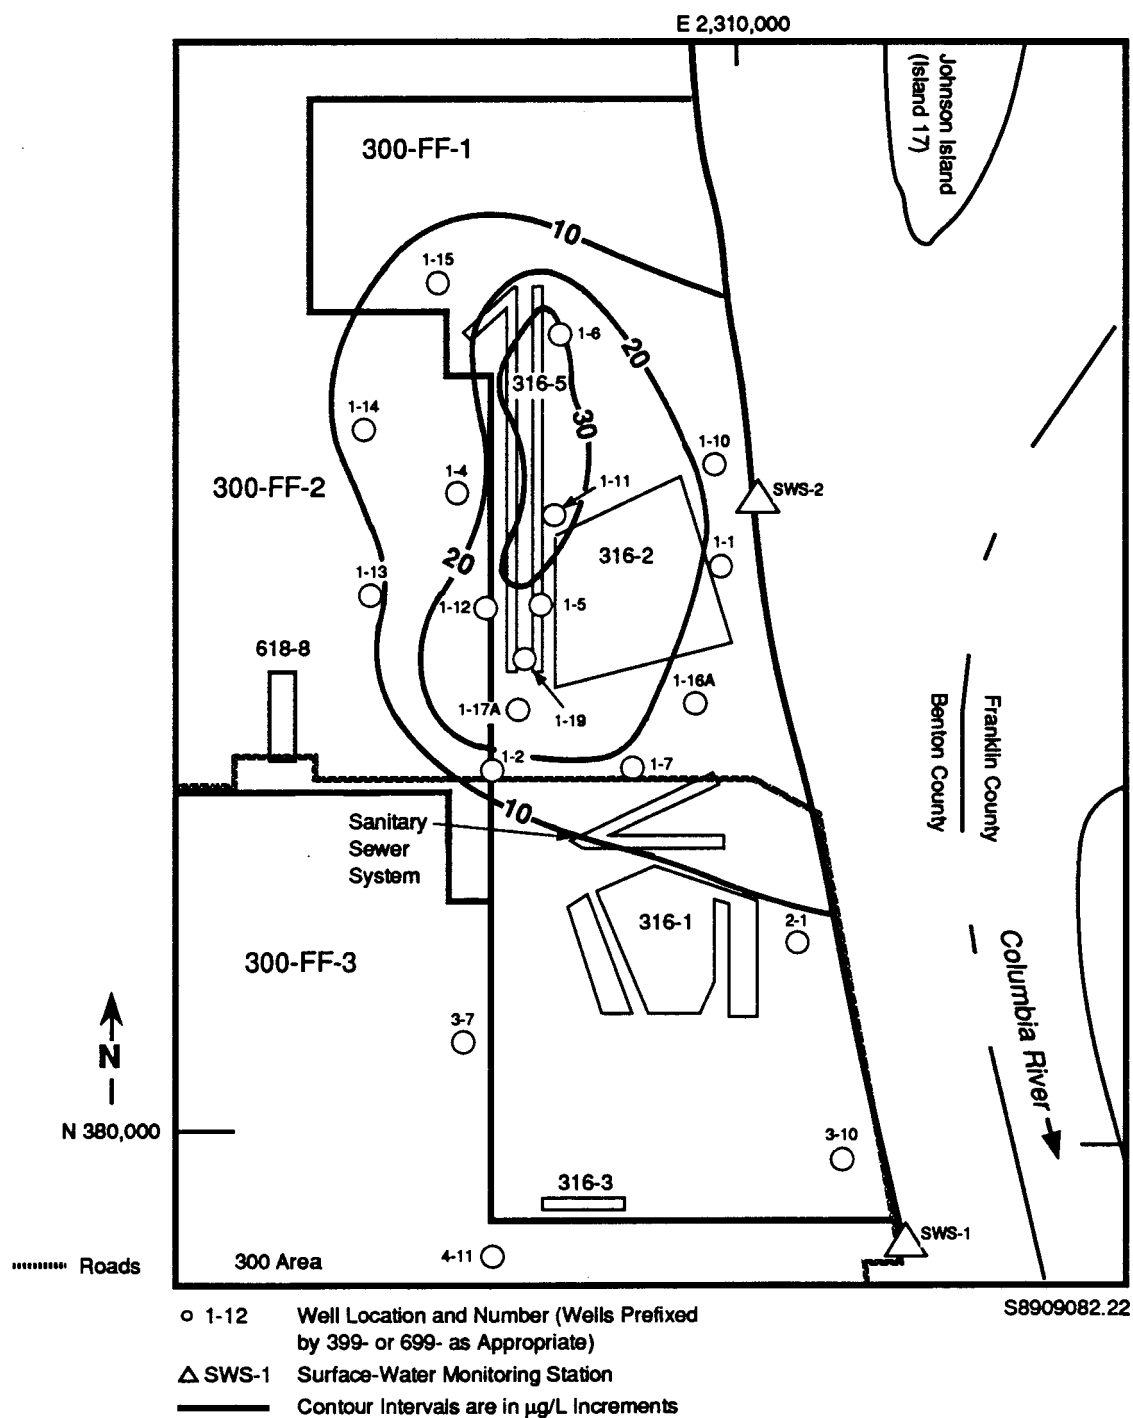 E 2,310,000
Johnson Island
(Island 17)
300-FF-1
10
1-15
1-6
20
316-5
30
1-14
1-10
1-4
300-FF-2
1-11
SWS-2
316-2
20
1-1
1-13
1-12
1-5
618-8
1-16A
1-17A
1-19
Benton County
Franklin County
1-2
1-7
10
Sanitary
Sewer
System
316-1
2-1
300-FF-3
Columbia River
3-7
N
N 380,000
3-10
316-3
SWS-1
4-11
300 Area
Roads
S8909082.22
1-12 Well Location and Number (Wells Prefixed
by 399- or 699- as Appropriate)
SWS-1 Surface-Water Monitoring Station
Contour Intervals are in µg/L Increments